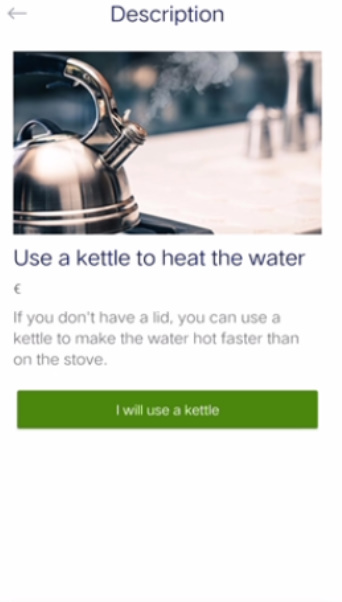 Description
Use a kettle to heat the water
€
If you don't have a lid, you can use a
kettle to make the water hot faster than
on the stove.
I will use a kettle